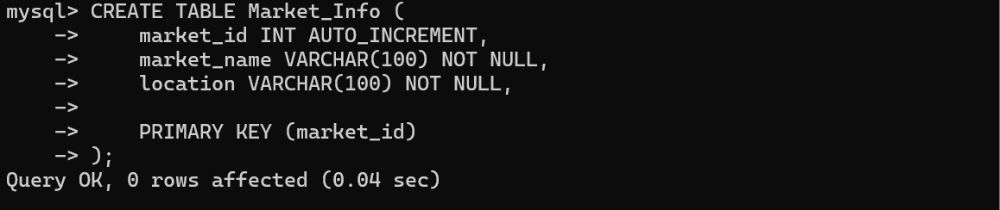 mysql> CREATE TABLE Market_Info (
    ->     market_id INT AUTO_INCREMENT,
    ->     market_name VARCHAR(100) NOT NULL,
    ->     location VARCHAR(100) NOT NULL,
    ->
    ->     PRIMARY KEY (market_id)
    -> );
Query OK, 0 rows affected (0.04 sec)